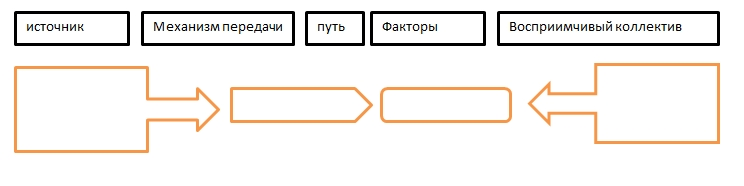 источник
Механизм передачи
путь
Факторы
Восприимчивый коллектив